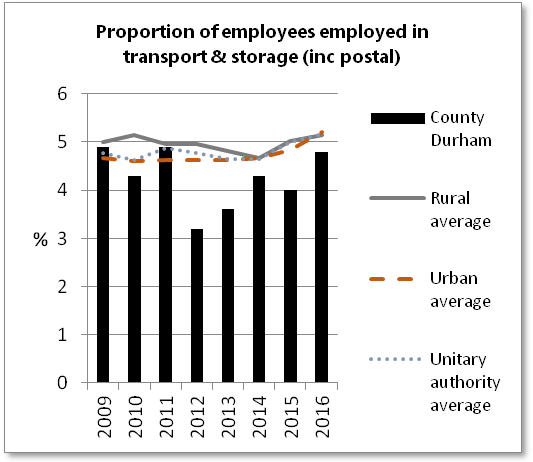 Proportion of employees employed in
transport & storage (inc postal)
6
5
4
3
2
1
0
%
2009
2010
2011
2012
2013
2014
2015
2016
County
Durham
Rural
average
Urban
average
Unitary
authority
average